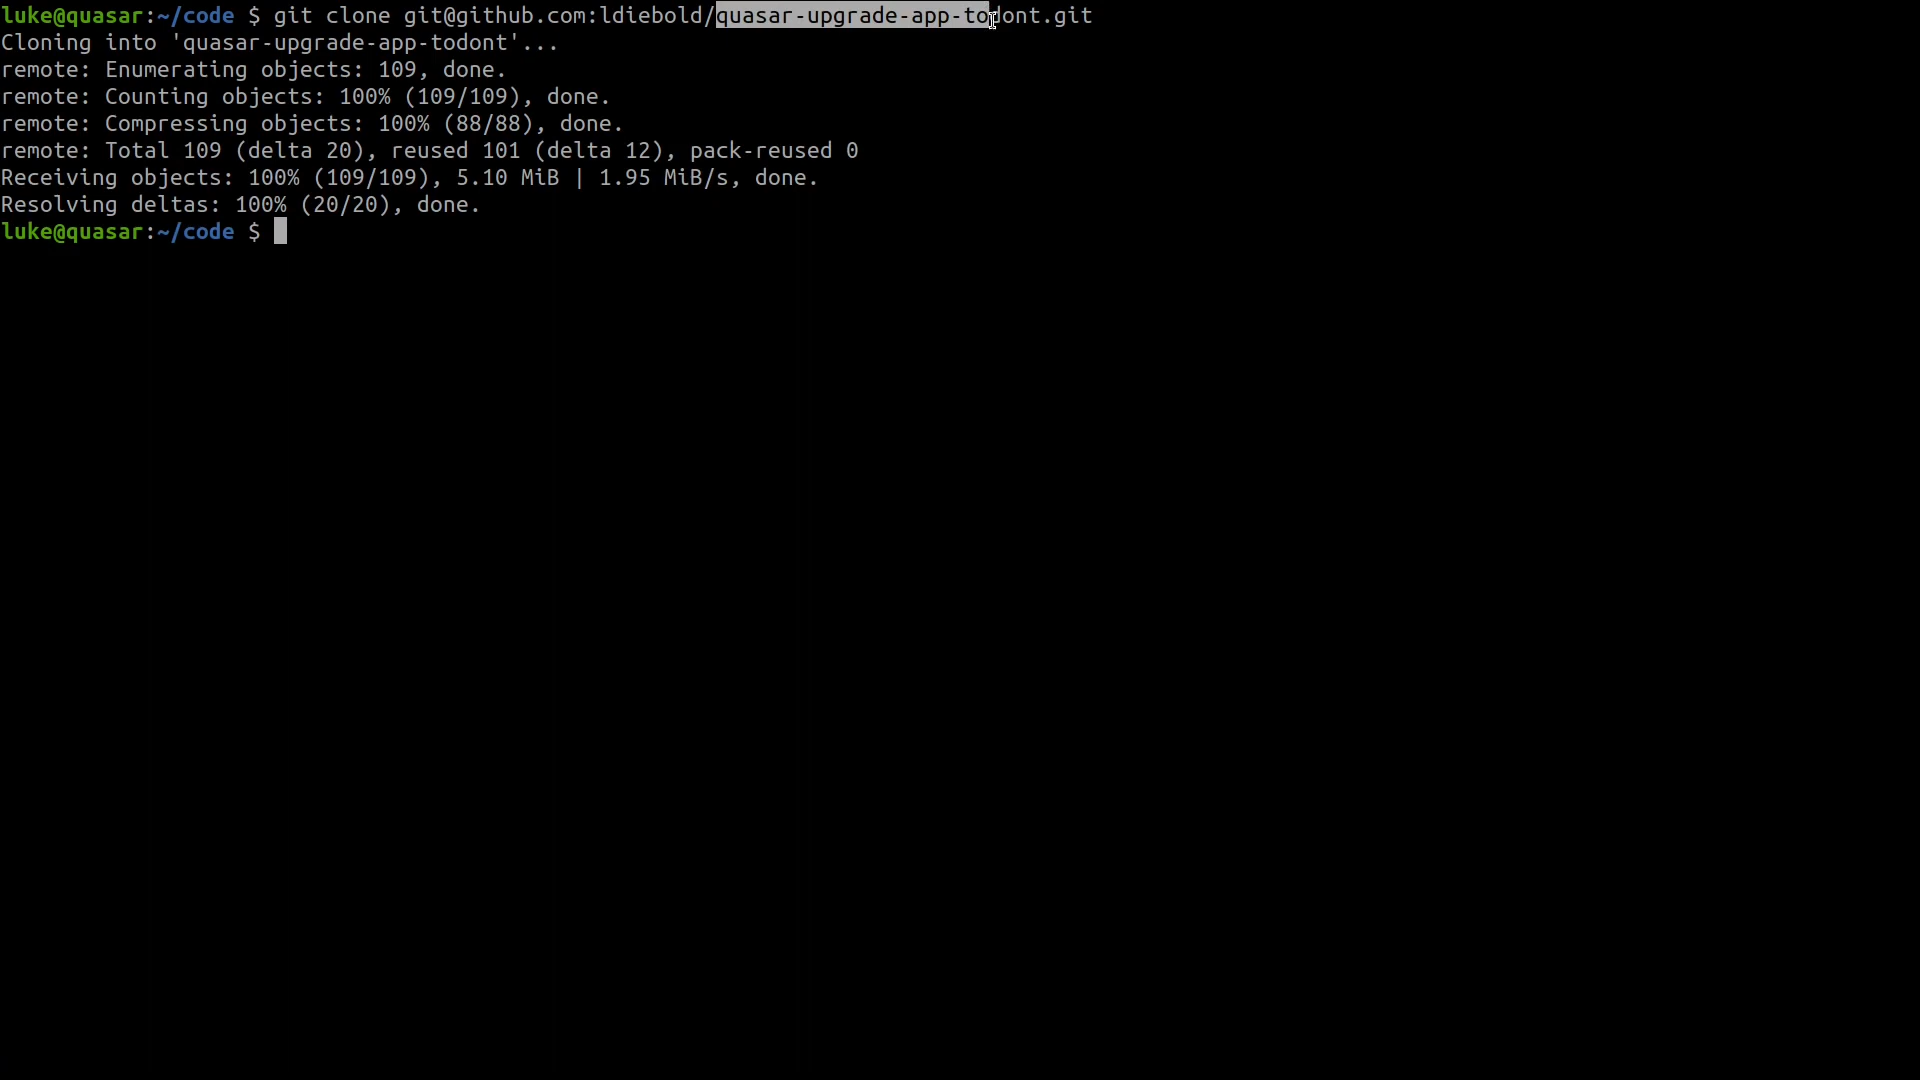 luke@quasar:~/code $ git clone git@github.com:ldiebold/quasar-upgrade-app-todont.git
Cloning into 'quasar-upgrade-app-todont'...
remote: Enumerating objects: 109, done.
remote: Counting objects: 100% (109/109), done.
remote: Compressing objects: 100% (88/88), done.
remote: Total 109 (delta 20), reused 101 (delta 12), pack-reused 0
Receiving objects: 100% (109/109), 5.10 MiB | 1.95 MiB/s, done.
Resolving deltas: 100% (20/20), done.
luke@quasar:~/code $